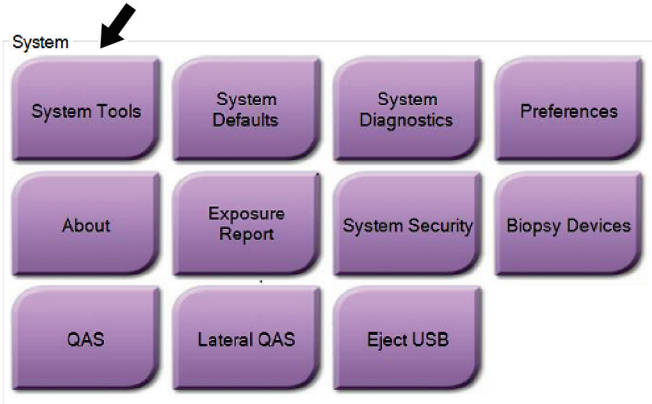 System
System Tools
System
Defaults
System
Diagnostics
Preferences
About
Exposure
Report
System Security
Biopsy Devices
QAS
Lateral QAS
Eject USB